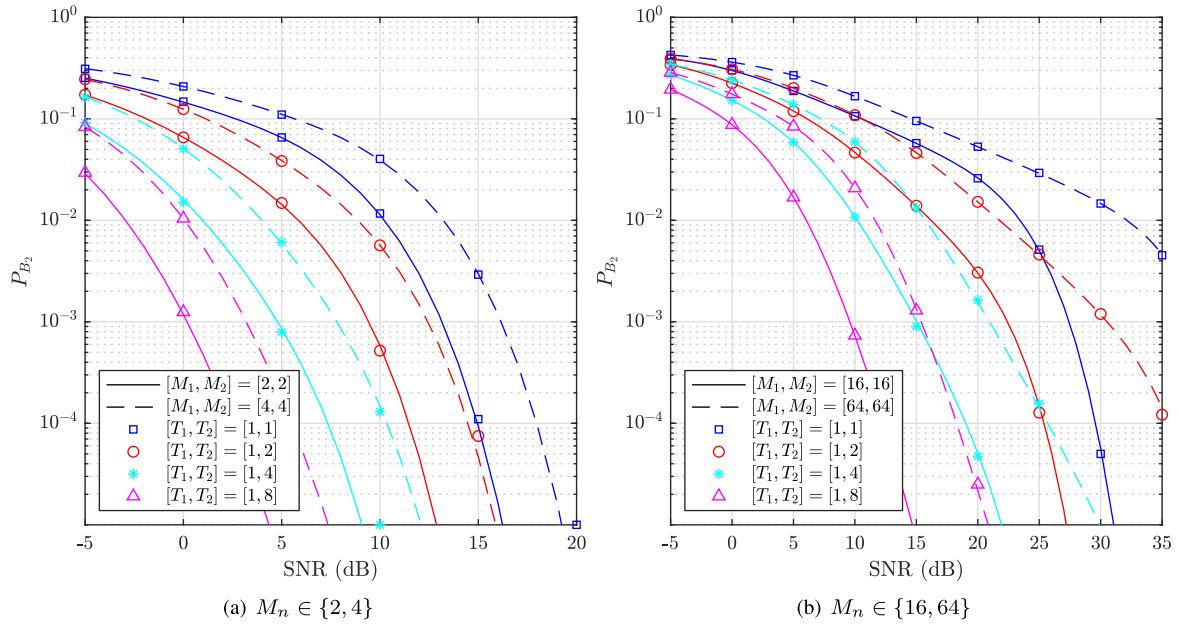 10^0
10^{-1}
10^{-2}
10^{-3}
10^{-4}
P_{B_2}
[M_1, M_2] = [2, 2]
[M_1, M_2] = [4, 4]
[T_1, T_2] = [1, 1]
[T_1, T_2] = [1, 2]
[T_1, T_2] = [1, 4]
[T_1, T_2] = [1, 8]
-5 0 5 10 15 20
SNR (dB)
(a) M_n ∈ {2, 4}
10^0
10^{-1}
10^{-2}
10^{-3}
10^{-4}
P_{B_2}
[M_1, M_2] = [16, 16]
[M_1, M_2] = [64, 64]
[T_1, T_2] = [1, 1]
[T_1, T_2] = [1, 2]
[T_1, T_2] = [1, 4]
[T_1, T_2] = [1, 8]
-5 0 5 10 15 20 25 30 35
SNR (dB)
(b) M_n ∈ {16, 64}